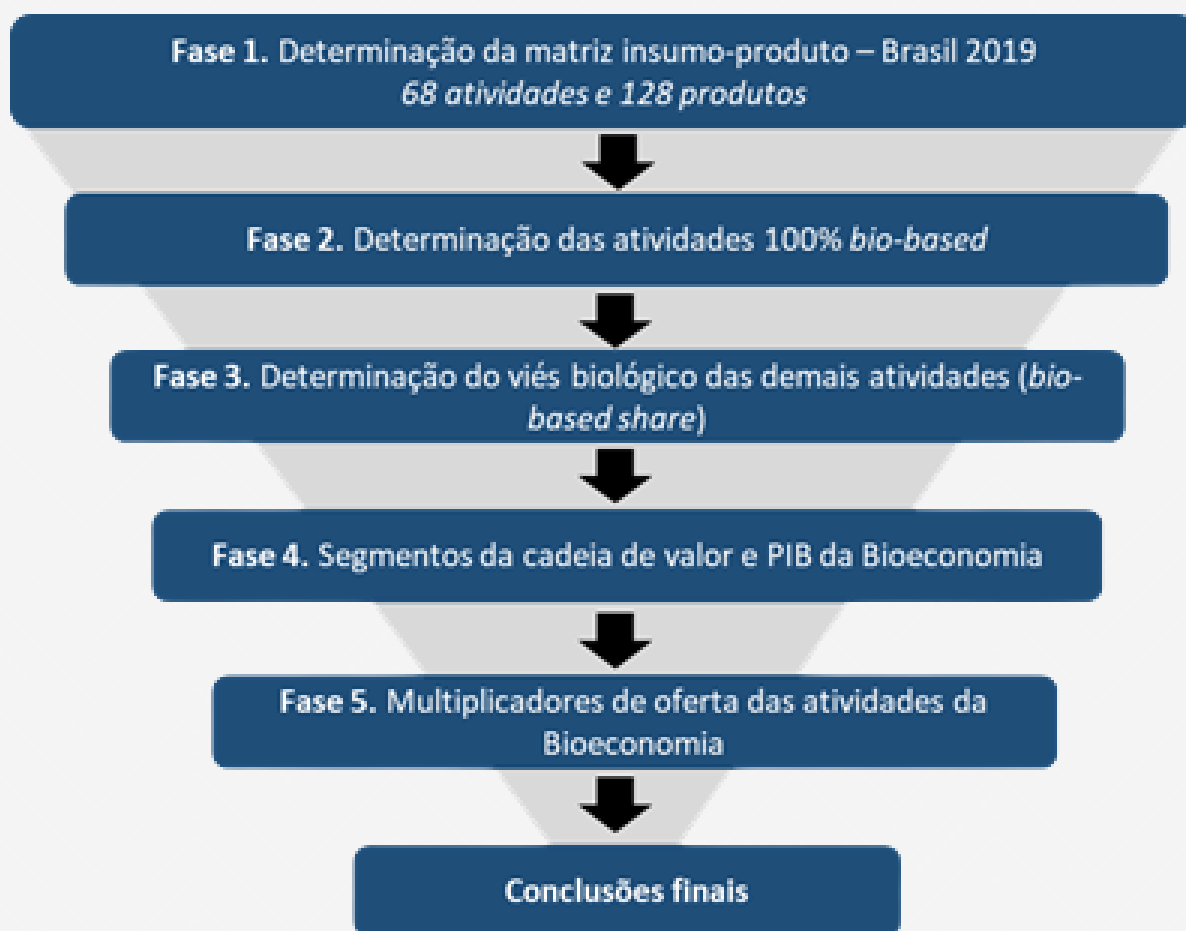 Fase 1. Determinação da matriz insumo-produto – Brasil 2019
68 atividades e 128 produtos
Fase 2. Determinação das atividades 100% bio-based
Fase 3. Determinação do viés biológico das demais atividades (bio-
based share)
Fase 4. Segmentos da cadeia de valor e PIB da Bioeconomia
Fase 5. Multiplicadores de oferta das atividades da
Bioeconomia
Conclusões finais